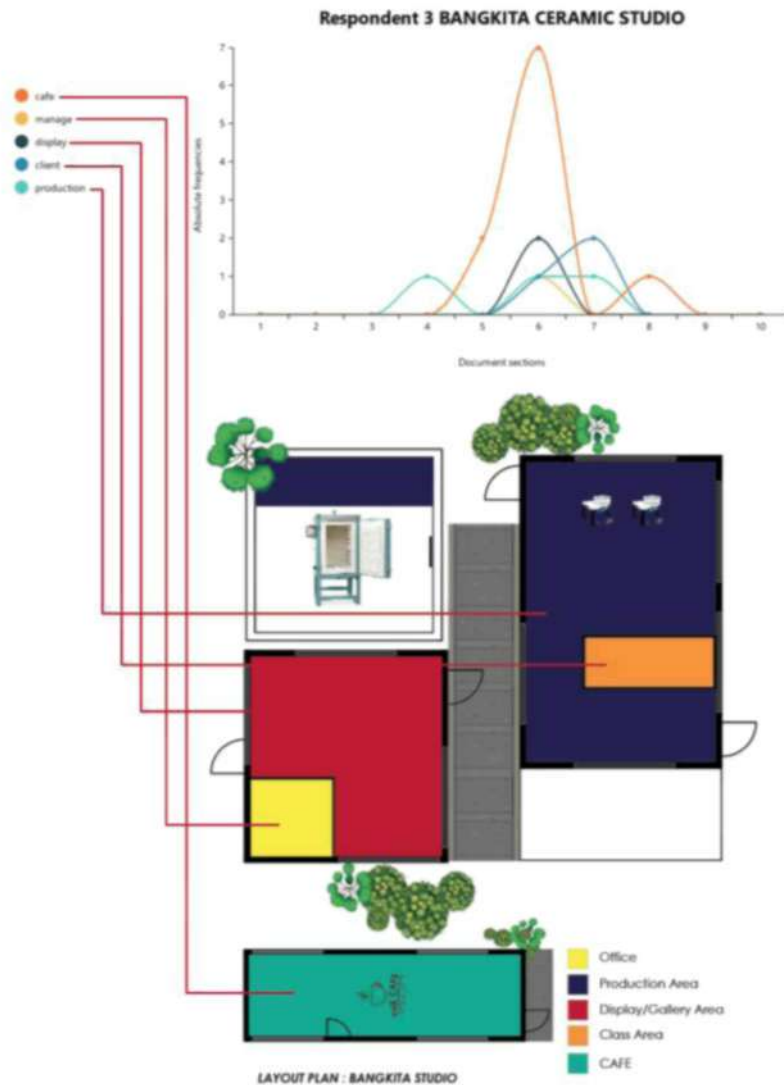 Respondent 3 BANGKITA CERAMIC STUDIO
cafe
manage
display
client
production
Absolute frequencies
7
6
5
4
3
2
1
0
1 2 3 4 5 6 7 8 9 10
Document sections
Office
Production Area
Display/Gallery Area
Class Area
CAFE
LAYOUT PLAN : BANGKITA STUDIO